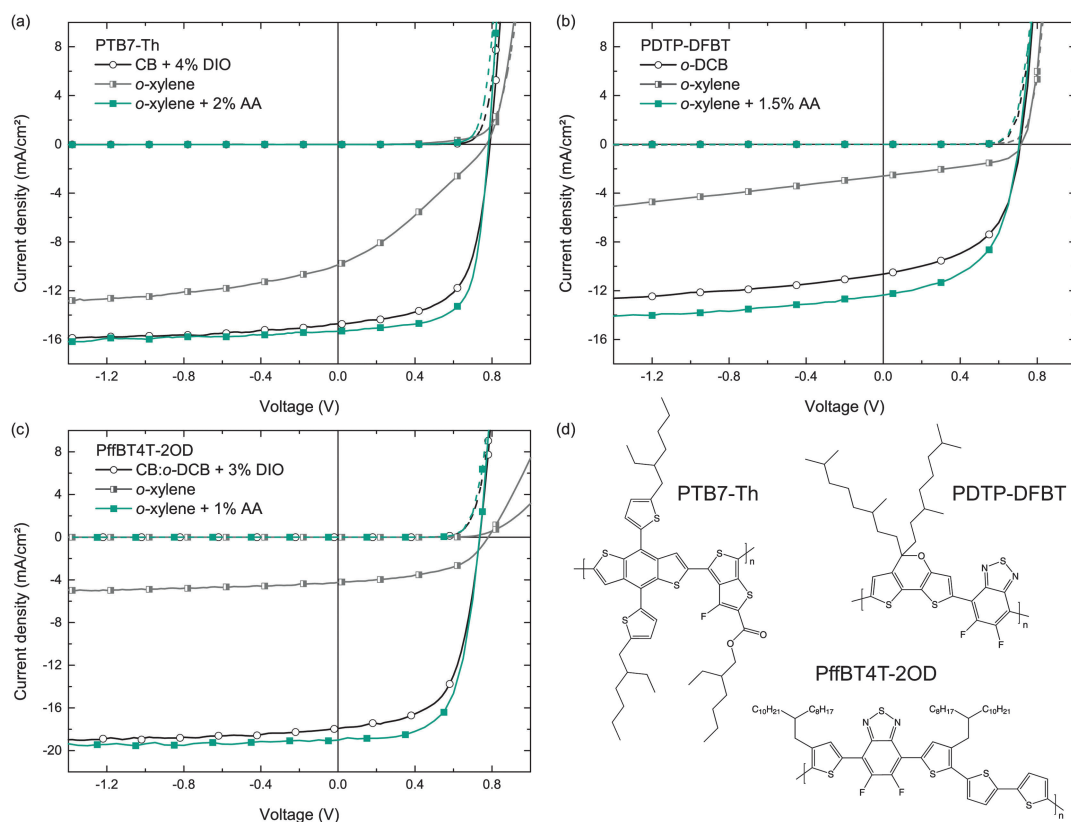 (a)
PTB7-Th
CB + 4% DIO
o-xylene
o-xylene + 2% AA
8
4
0
-4
-8
-12
-16
Current density (mA/cm²)
-1.2 -0.8 -0.4 0.0 0.4 0.8
Voltage (V)
(b)
PDTP-DFBT
o-DCB
o-xylene
o-xylene + 1.5% AA
8
4
0
-4
-8
-12
-16
Current density (mA/cm²)
-1.2 -0.8 -0.4 0.0 0.4 0.8
Voltage (V)
(c)
PffBT4T-2OD
CB:o-DCB + 3% DIO
o-xylene
o-xylene + 1% AA
8
4
0
-4
-8
-12
-16
-20
Current density (mA/cm²)
-1.2 -0.8 -0.4 0.0 0.4 0.8
Voltage (V)
(d)
PTB7-Th
S
S
S
n
S
S
F
O
O
S
PDTP-DFBT
O
S
S
N
S
N
F
F
n
PffBT4T-2OD
C₁₀H₂₁ C₈H₁₇
C₈H₁₇ C₁₀H₂₁
N S N
S
F F
S
S
S
n